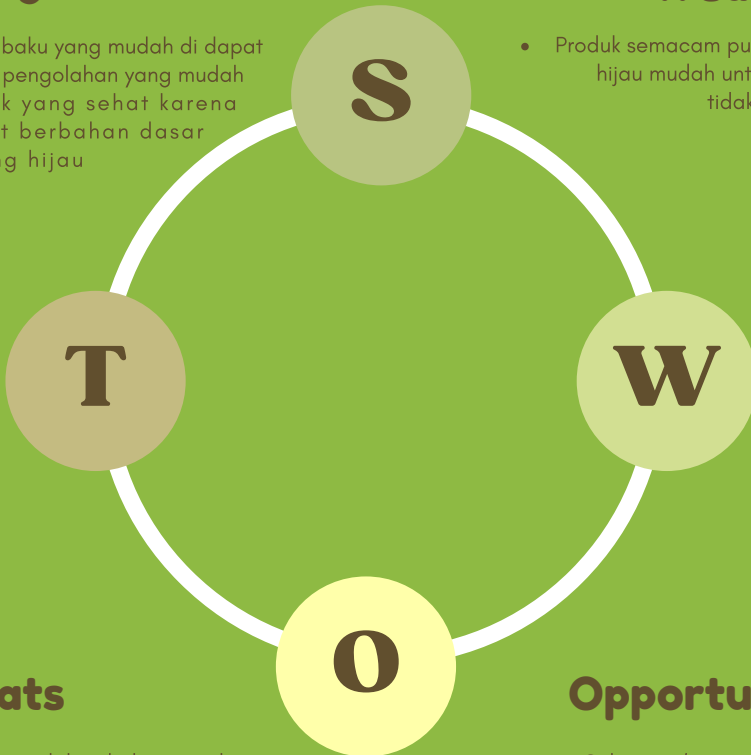 baku yang mudah di dapat
pengolahan yang mudah
k yang sehat karena
t berbahan dasar
ng hijau
Produk semacam pu
hijau mudah unt
tidak
S
T
W
O
ats
Opportu